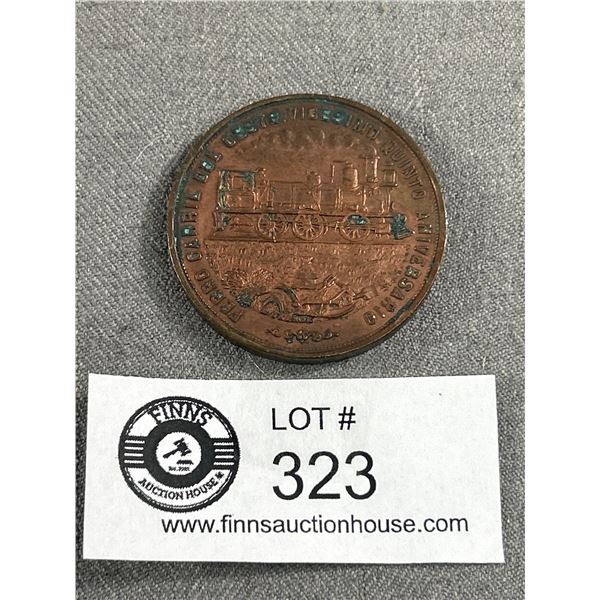 FERRO CARRIL DEL OESTE VIGESIMO QUINTO ANIVERSARIO
FINNS
AUCTION HOUSE
LOT #
323
www.finnsauctionhouse.com